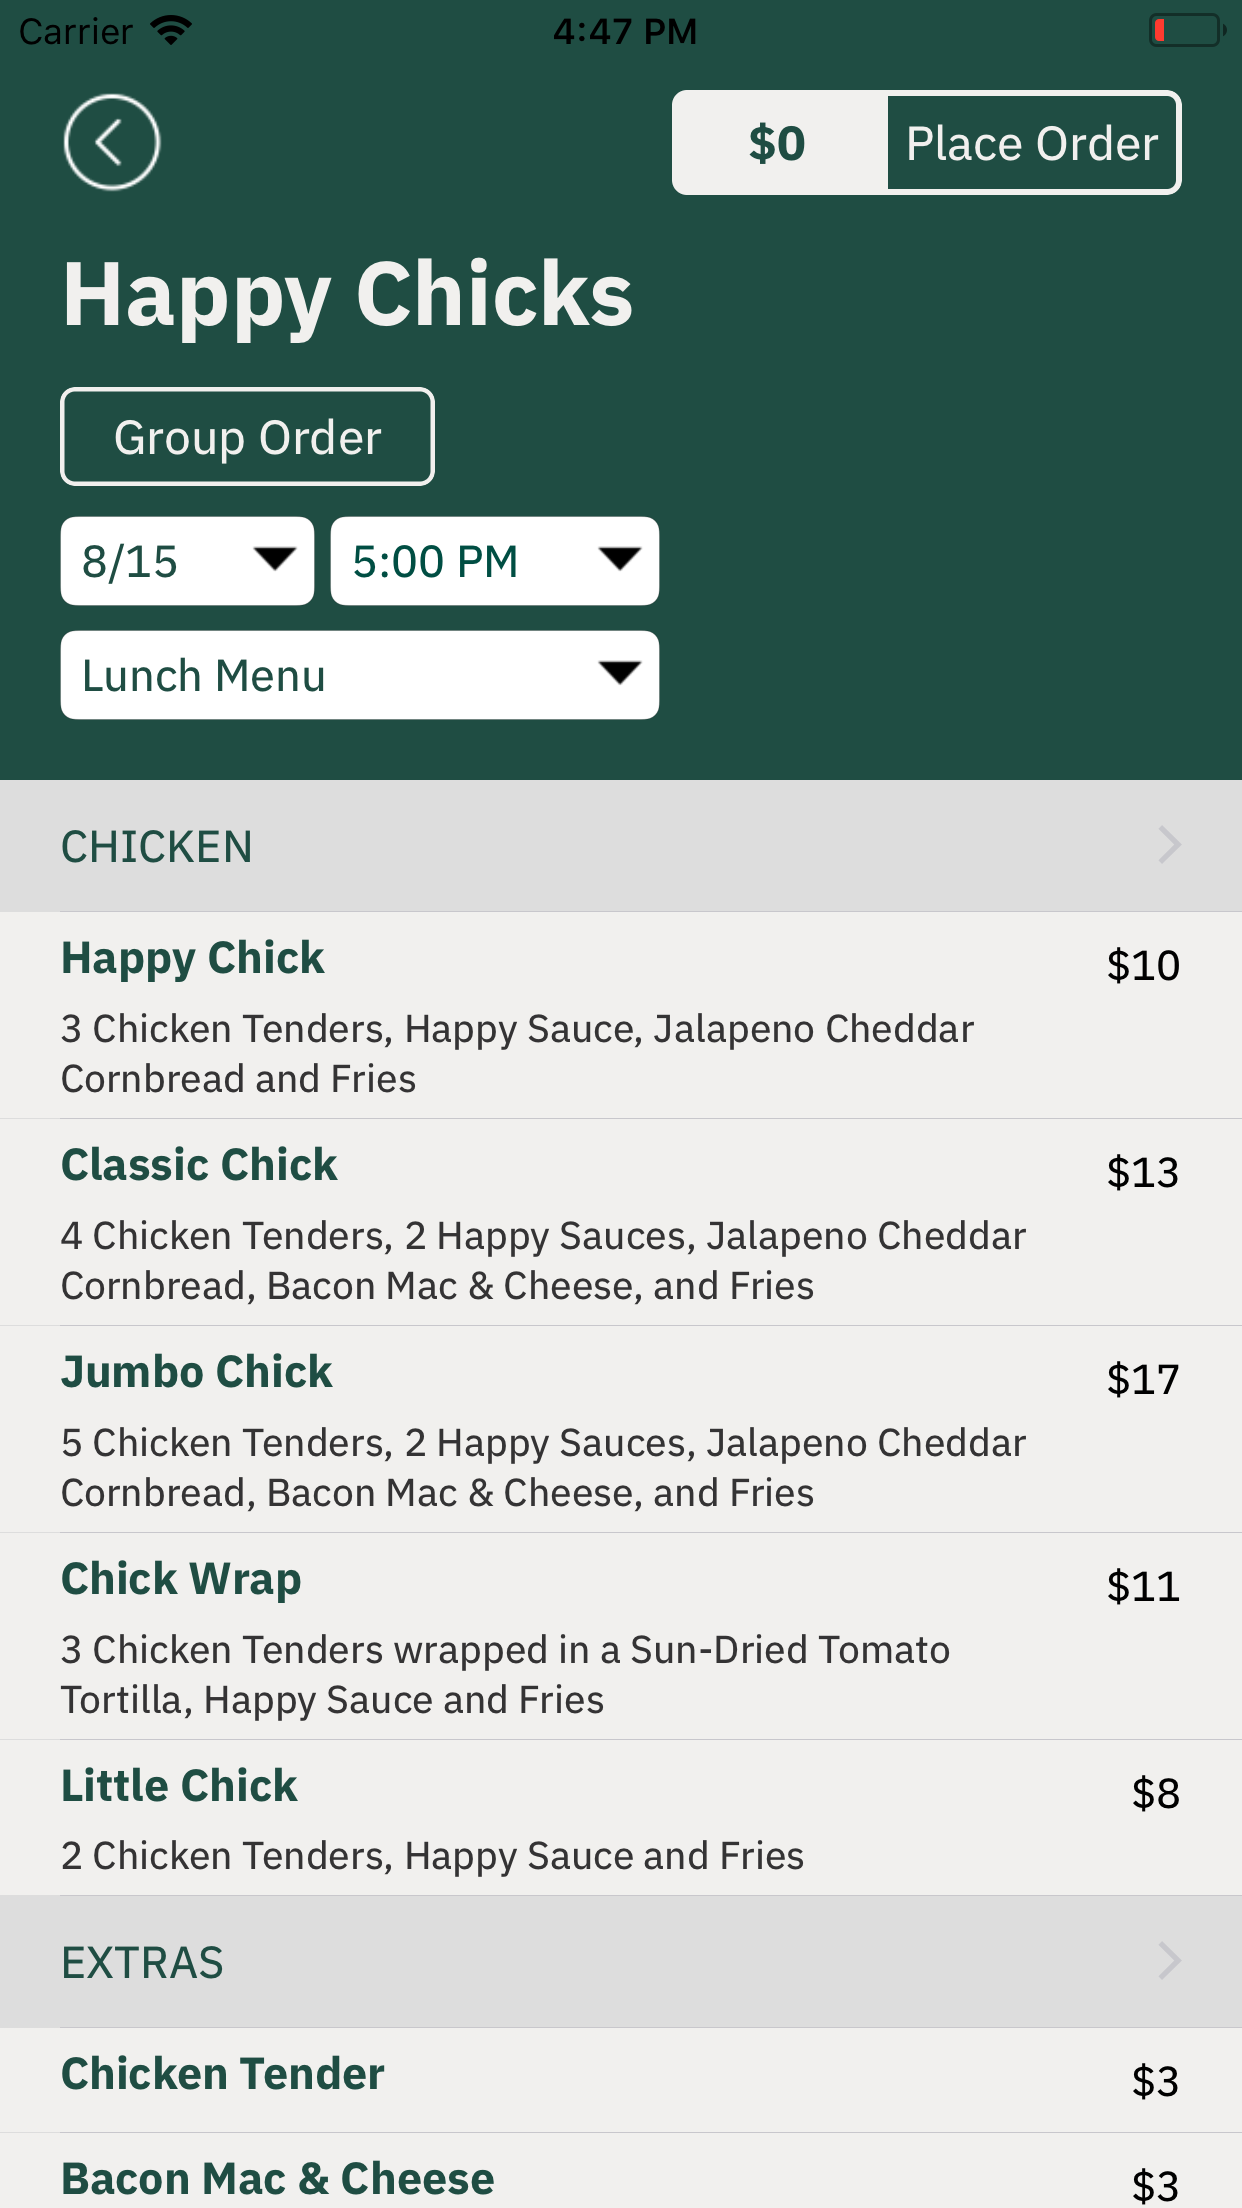 Carrier
4:47 PM
$0
Place Order
Happy Chicks
Group Order
8/15
5:00 PM
Lunch Menu
CHICKEN
Happy Chick
$10
3 Chicken Tenders, Happy Sauce, Jalapeno Cheddar
Cornbread and Fries
Classic Chick
$13
4 Chicken Tenders, 2 Happy Sauces, Jalapeno Cheddar
Cornbread, Bacon Mac & Cheese, and Fries
Jumbo Chick
$17
5 Chicken Tenders, 2 Happy Sauces, Jalapeno Cheddar
Cornbread, Bacon Mac & Cheese, and Fries
Chick Wrap
$11
3 Chicken Tenders wrapped in a Sun-Dried Tomato
Tortilla, Happy Sauce and Fries
Little Chick
$8
2 Chicken Tenders, Happy Sauce and Fries
EXTRAS
Chicken Tender
$3
Bacon Mac & Cheese
$3